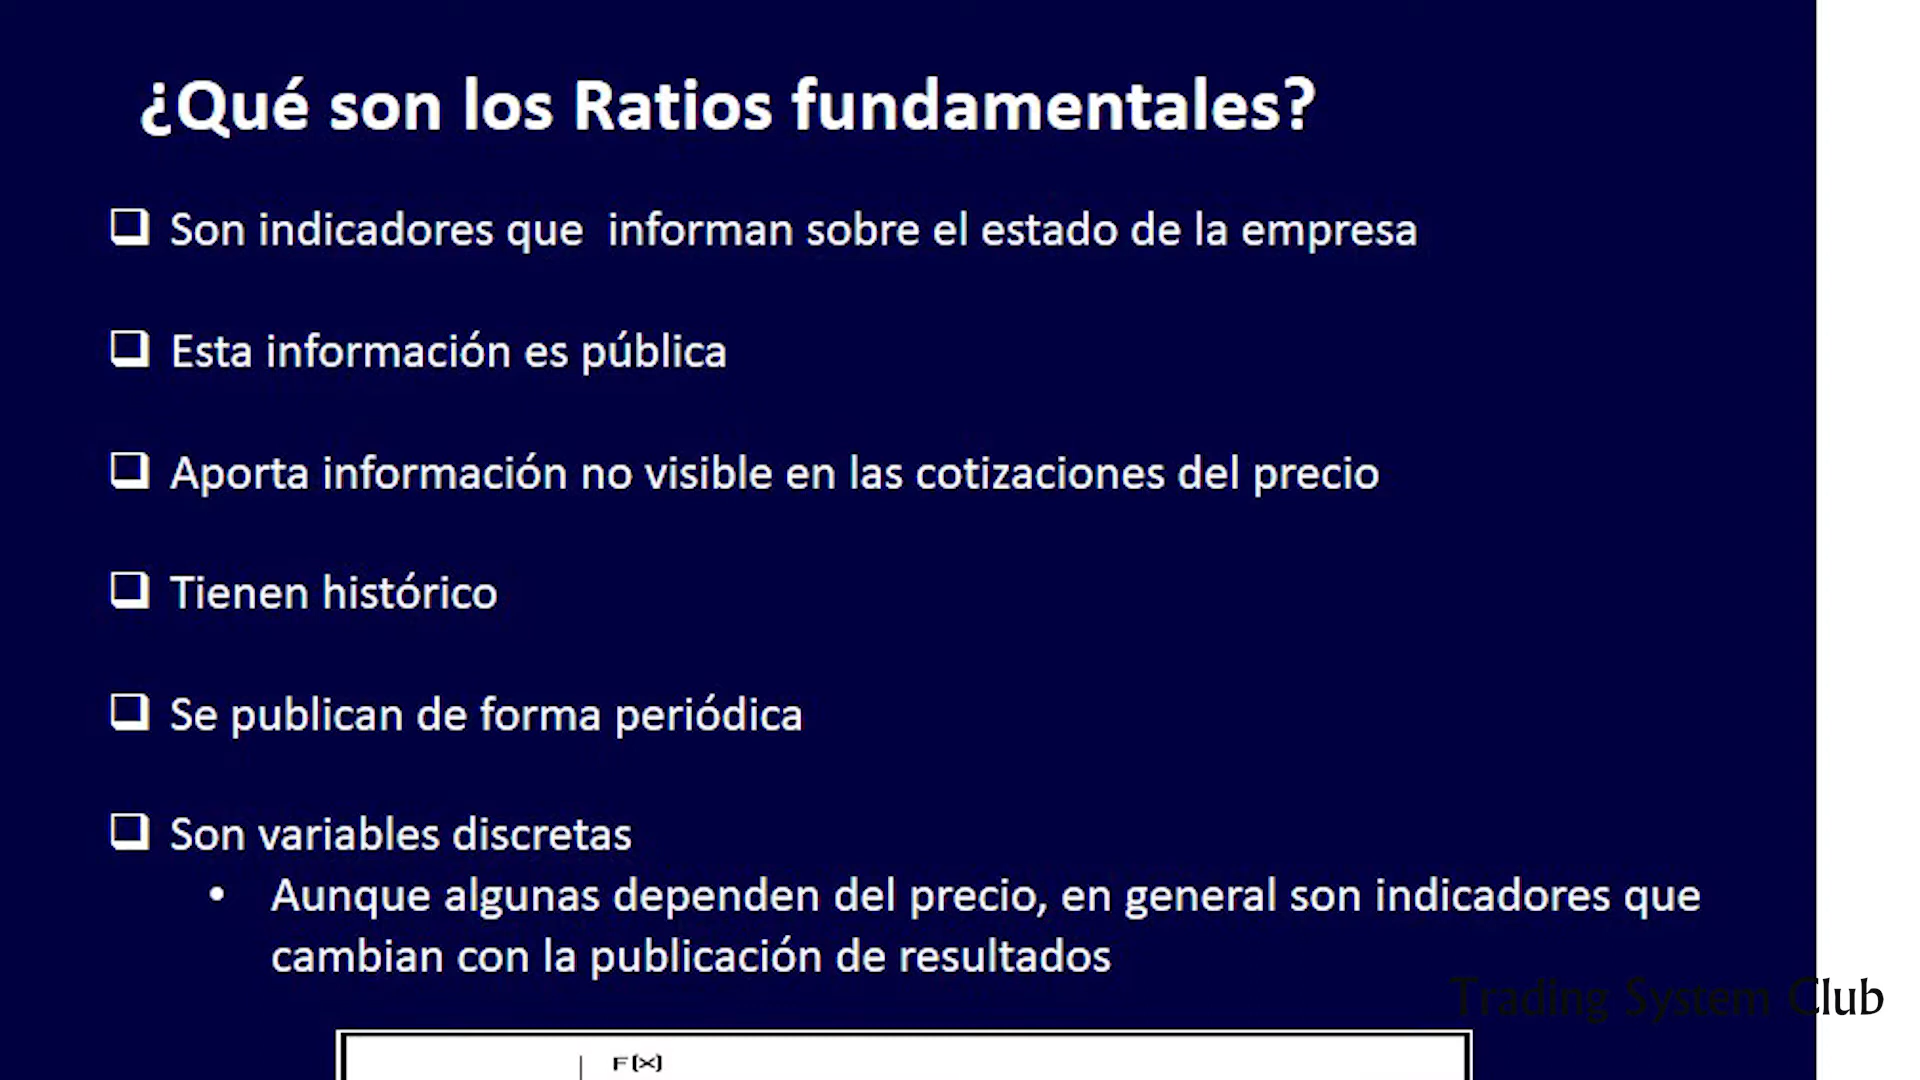 ¿Qué son los Ratios fundamentales?
Son indicadores que informan sobre el estado de la empresa
Esta información es pública
Aporta información no visible en las cotizaciones del precio
Tienen histórico
Se publican de forma periódica
Son variables discretas
• Aunque algunas dependen del precio, en general son indicadores que
cambian con la publicación de resultados
Trading System Club
F(x)